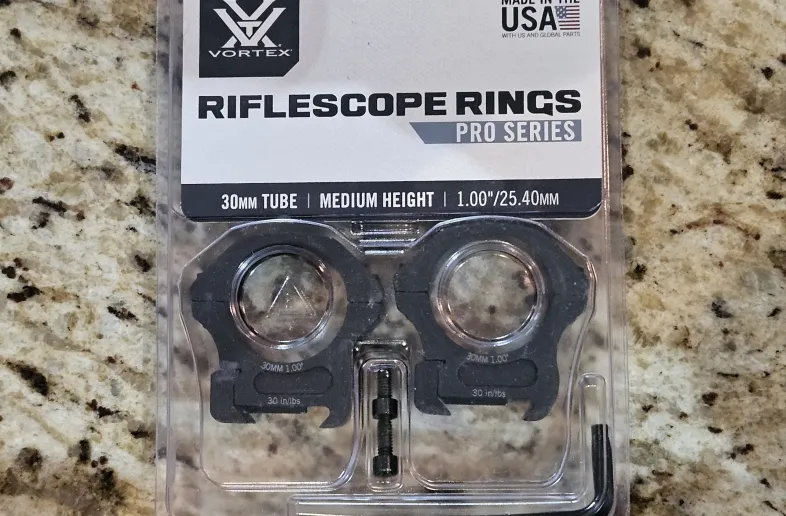 MADE IN THE
USA
WITH US AND GLOBAL PARTS
VORTEX
RIFLESCOPE RINGS
PRO SERIES
30MM TUBE | MEDIUM HEIGHT | 1.00"/25.40MM
30MM 1.00"
30 in/lbs
30MM 1.00"
30 in/lbs